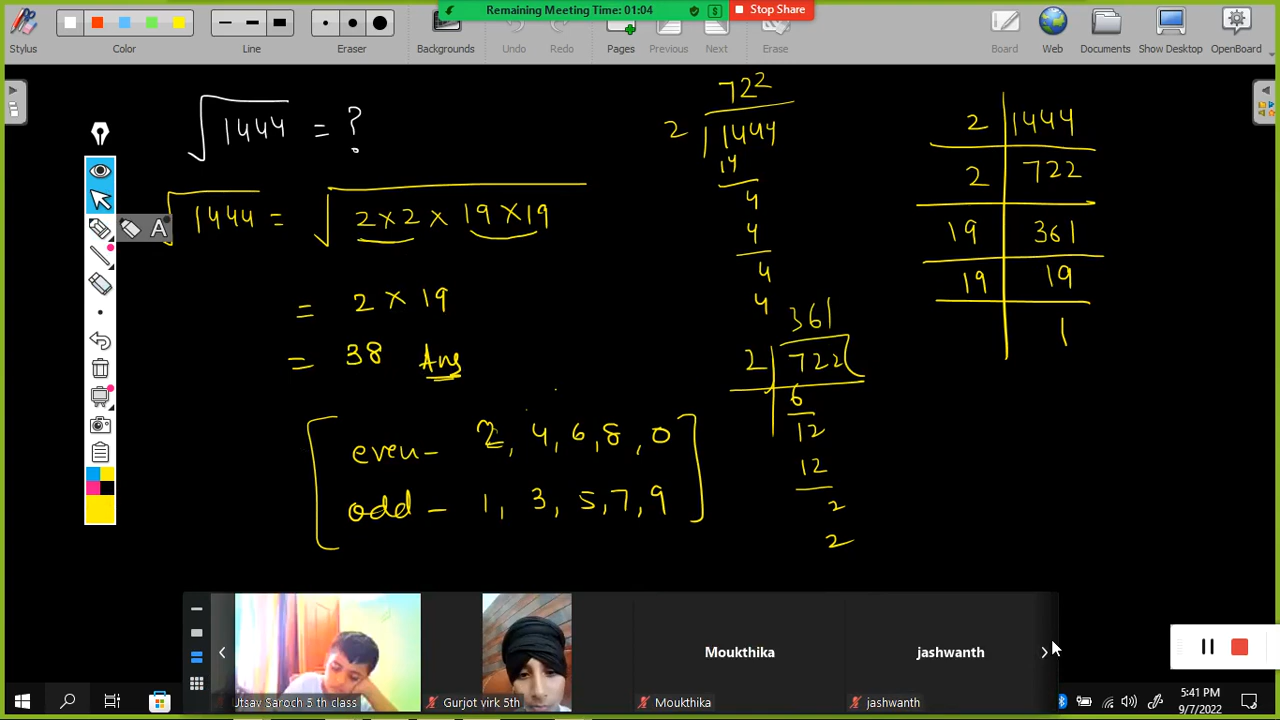 Remaining Meeting Time: 01:04
Stop Share
Stylus
Color
Line
Eraser
Backgrounds
Undo
Redo
Pages
Previous
Next
Erase
Board
Web
Documents
Show Desktop
OpenBoard
√1444 = ?
√1444 = √2×2 × 19×19
= 2 × 19
= 38 Ans
even- 2, 4, 6, 8, 0
odd - 1, 3, 5, 7, 9
722
2 1444
14
4
4
4
4
361
2 722
6
12
12
2
2
2 1444
2 722
19 361
19 19
1
A
Moukthika
jashwanth
Utsav Saroch 5 th class
Gurjot virk 5th
Moukthika
jashwanth
5:41 PM
9/7/2022